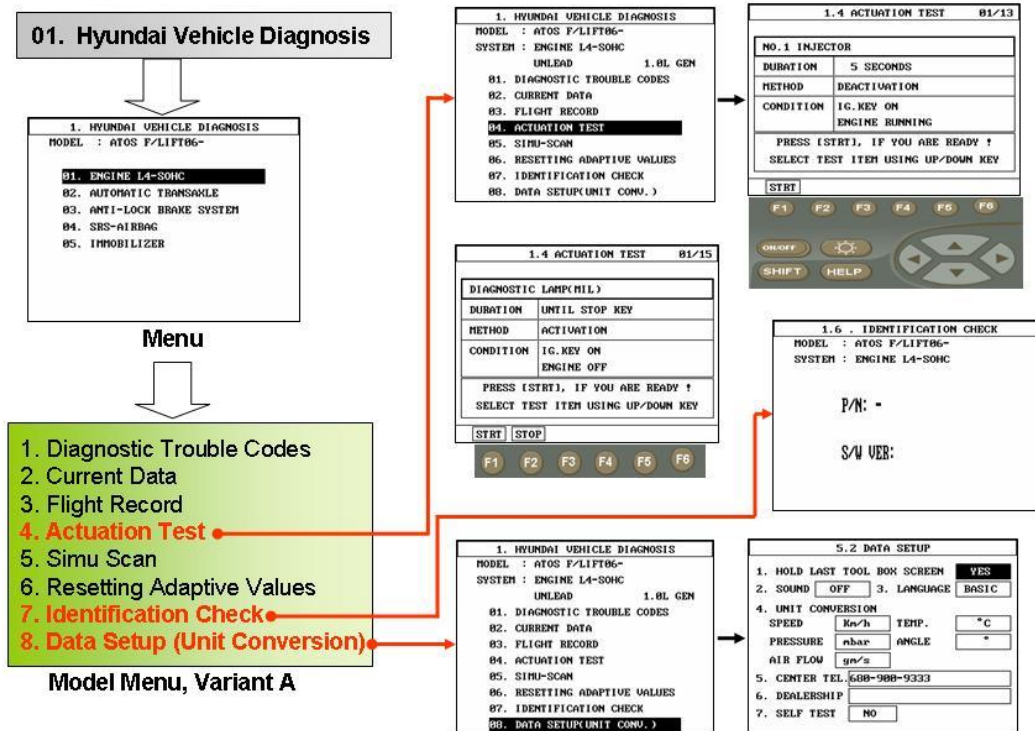 01. Hyundai Vehicle Diagnosis
1. HYUNDAI VEHICLE DIAGNOSIS
MODEL : ATOS F/LIFT06-
01. ENGINE L4-SOHC
02. AUTOMATIC TRANSAXLE
03. ANTI-LOCK BRAKE SYSTEM
04. SRS-AIRBAG
05. IMMOBILIZER
Menu
1. Diagnostic Trouble Codes
2. Current Data
3. Flight Record
4. Actuation Test
5. Simu Scan
6. Resetting Adaptive Values
7. Identification Check
8. Data Setup (Unit Conversion)
Model Menu, Variant A
1. HYUNDAI VEHICLE DIAGNOSIS
MODEL : ATOS F/LIFT06-
SYSTEM : ENGINE L4-SOHC
UNLEAD 1.0L GEN
01. DIAGNOSTIC TROUBLE CODES
02. CURRENT DATA
03. FLIGHT RECORD
04. ACTUATION TEST
05. SIMU-SCAN
06. RESETTING ADAPTIVE VALUES
07. IDENTIFICATION CHECK
08. DATA SETUP(UNIT CONV.)
1.4 ACTUATION TEST 01/13
NO.1 INJECTOR
DURATION 5 SECONDS
METHOD DEACTIVATION
CONDITION IG.KEY ON
ENGINE RUNNING
PRESS [STRT], IF YOU ARE READY !
SELECT TEST ITEM USING UP/DOWN KEY
STRT
F1 F2 F3 F4 F5 F6
ON/OFF
SHIFT HELP
1.4 ACTUATION TEST 01/15
DIAGNOSTIC LAMP(MIL)
DURATION UNTIL STOP KEY
METHOD ACTIVATION
CONDITION IG.KEY ON
ENGINE OFF
PRESS [STRT], IF YOU ARE READY !
SELECT TEST ITEM USING UP/DOWN KEY
STRT STOP
F1 F2 F3 F4 F5 F6
1.6 . IDENTIFICATION CHECK
MODEL : ATOS F/LIFT06-
SYSTEM : ENGINE L4-SOHC
P/N: -
S/W VER:
1. HYUNDAI VEHICLE DIAGNOSIS
MODEL : ATOS F/LIFT06-
SYSTEM : ENGINE L4-SOHC
UNLEAD 1.0L GEN
01. DIAGNOSTIC TROUBLE CODES
02. CURRENT DATA
03. FLIGHT RECORD
04. ACTUATION TEST
05. SIMU-SCAN
06. RESETTING ADAPTIVE VALUES
07. IDENTIFICATION CHECK
08. DATA SETUP(UNIT CONV.)
5.2 DATA SETUP
1. HOLD LAST TOOL BOX SCREEN YES
2. SOUND OFF 3. LANGUAGE BASIC
4. UNIT CONVERSION
SPEED Km/h TEMP. °C
PRESSURE mbar ANGLE °
AIR FLOW gm/s
5. CENTER TEL. 680-900-9333
6. DEALERSHIP
7. SELF TEST NO